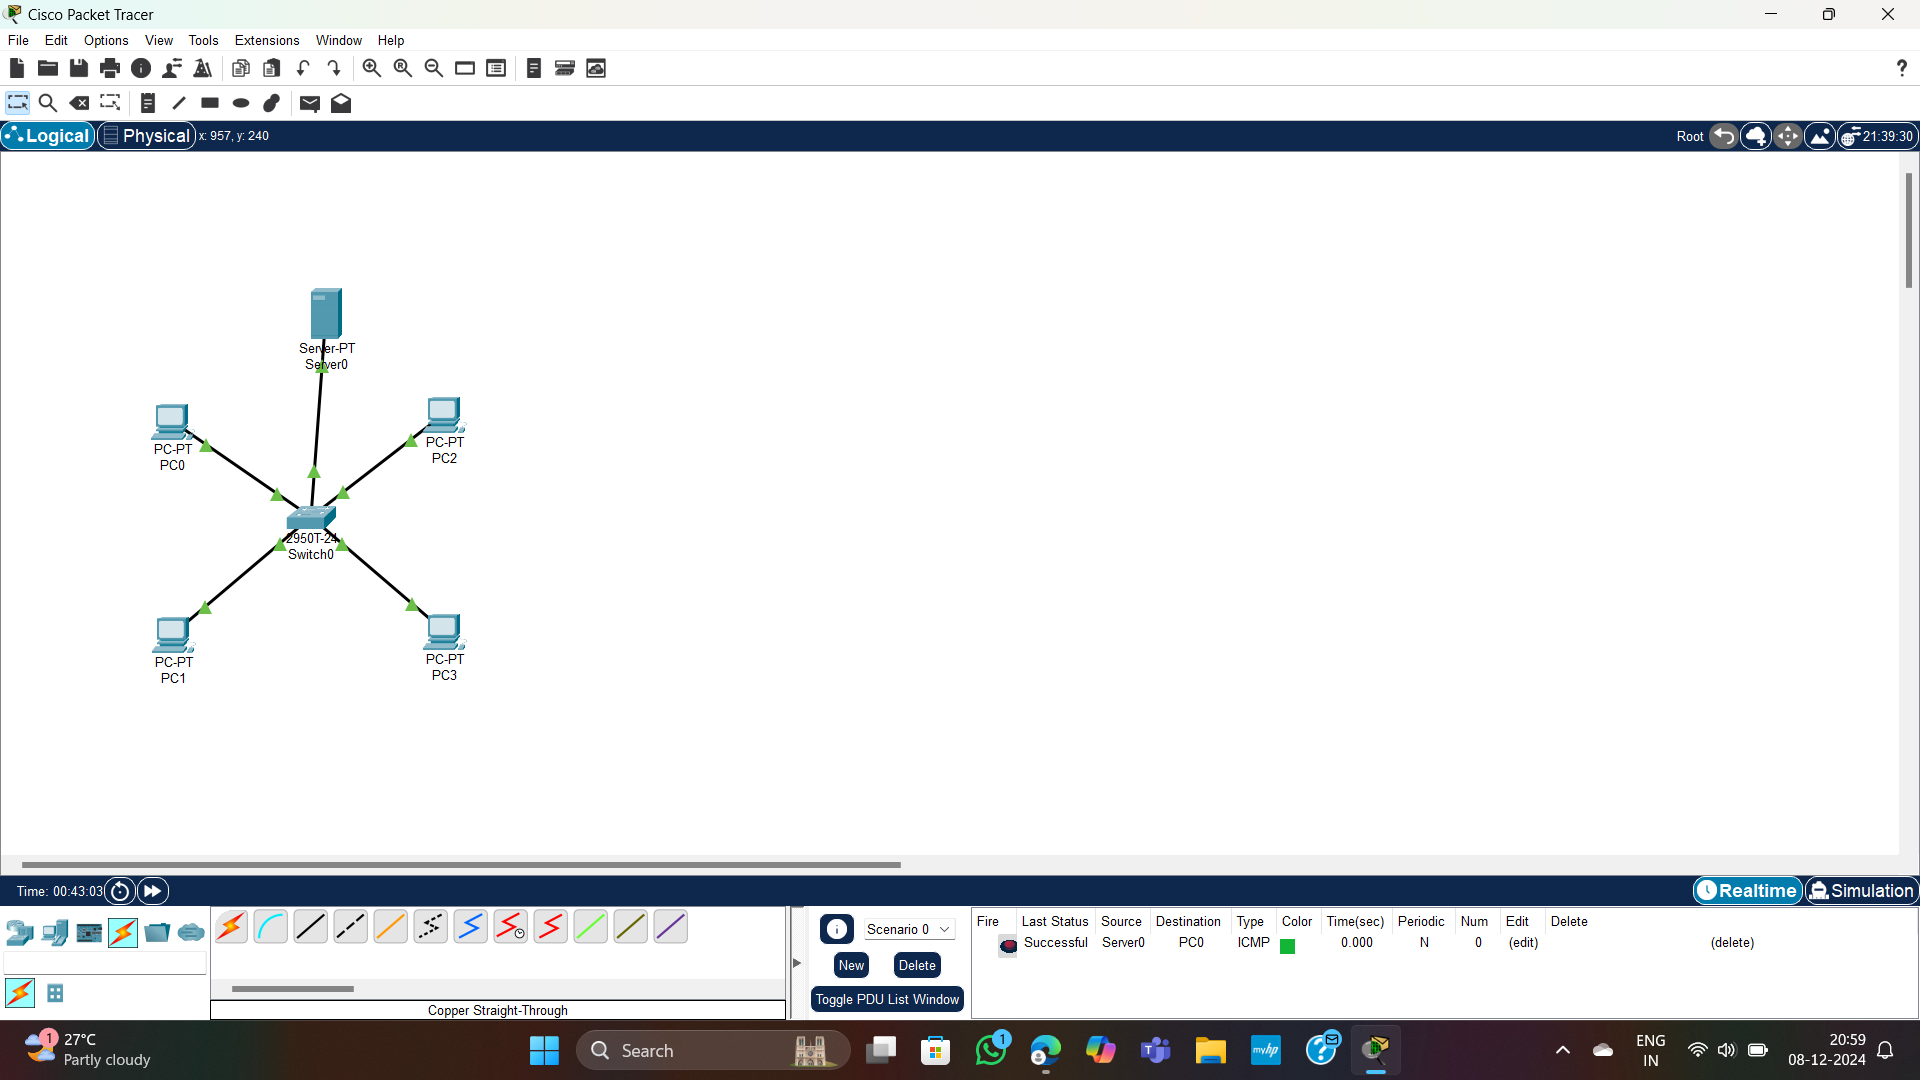 Cisco Packet Tracer
File Edit Options View Tools Extensions Window Help
?
Logical Physical x: 957, y: 240 Root 21:39:30
Server-PT
Server0
PC-PT
PC0
PC-PT
PC2
2950T-24
Switch0
PC-PT
PC1
PC-PT
PC3
Time: 00:43:03 Realtime Simulation
Scenario 0
New Delete
Toggle PDU List Window
Fire Last Status Source Destination Type Color Time(sec) Periodic Num Edit Delete
Successful Server0 PC0 ICMP 0.000 N 0 (edit) (delete)
Copper Straight-Through
1 27°C
Partly cloudy
Search
1
myhp
?
ENG
IN
20:59
08-12-2024